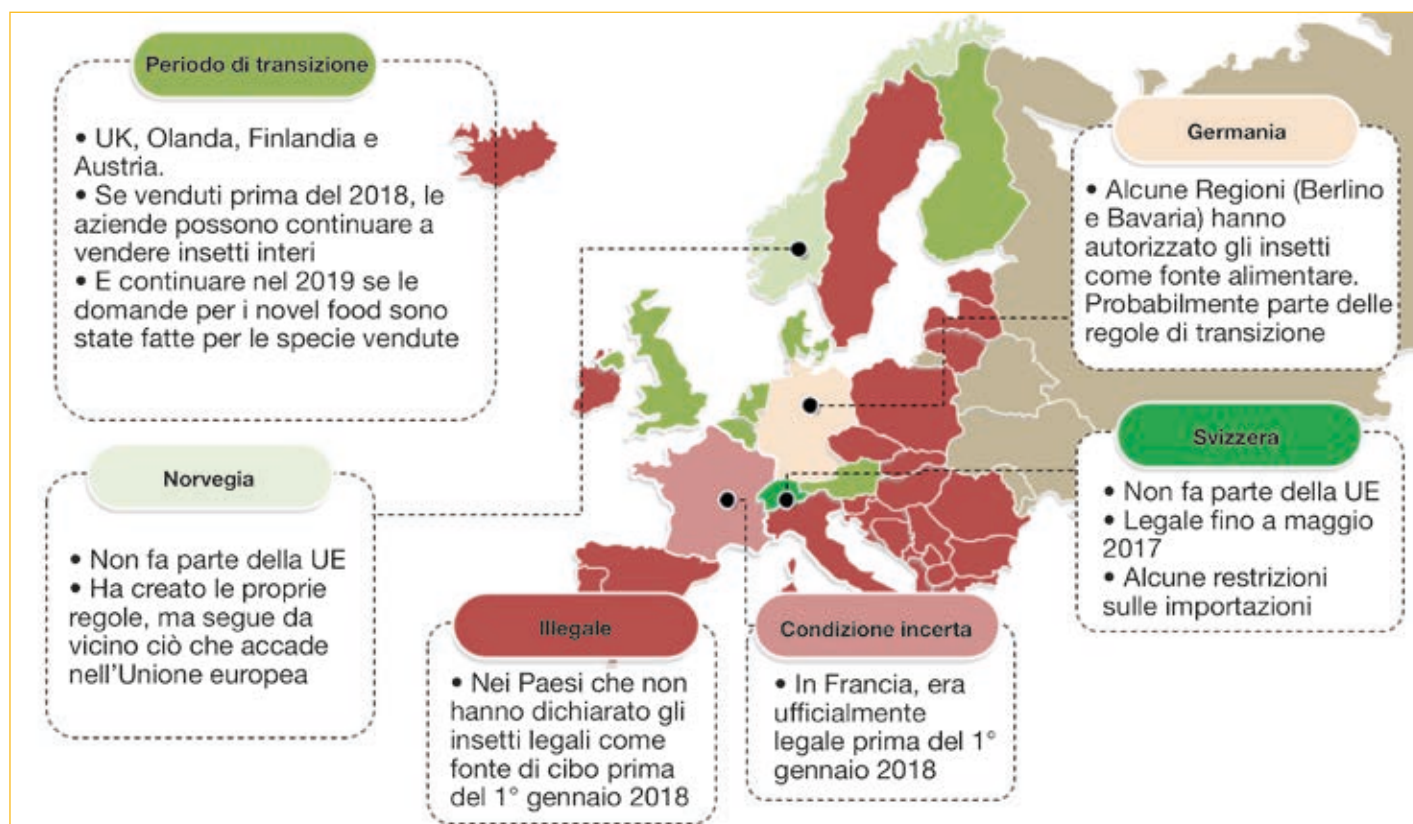 Periodo di transizione
• UK, Olanda, Finlandia e
Austria.
• Se venduti prima del 2018, le
aziende possono continuare a
vendere insetti interi
• E continuare nel 2019 se le
domande per i novel food sono
state fatte per le specie vendute
Germania
• Alcune Regioni (Berlino
e Bavaria) hanno
autorizzato gli insetti
come fonte alimentare.
Probabilmente parte delle
regole di transizione
Norvegia
• Non fa parte della UE
• Ha creato le proprie
regole, ma segue da
vicino ciò che accade
nell'Unione europea
Illegale
• Nei Paesi che non
hanno dichiarato gli
insetti legali come
fonte di cibo prima
del 1° gennaio 2018
Condizione incerta
• In Francia, era
ufficialmente
legale prima del 1°
gennaio 2018
Svizzera
• Non fa parte della UE
• Legale fino a maggio
2017
• Alcune restrizioni
sulle importazioni